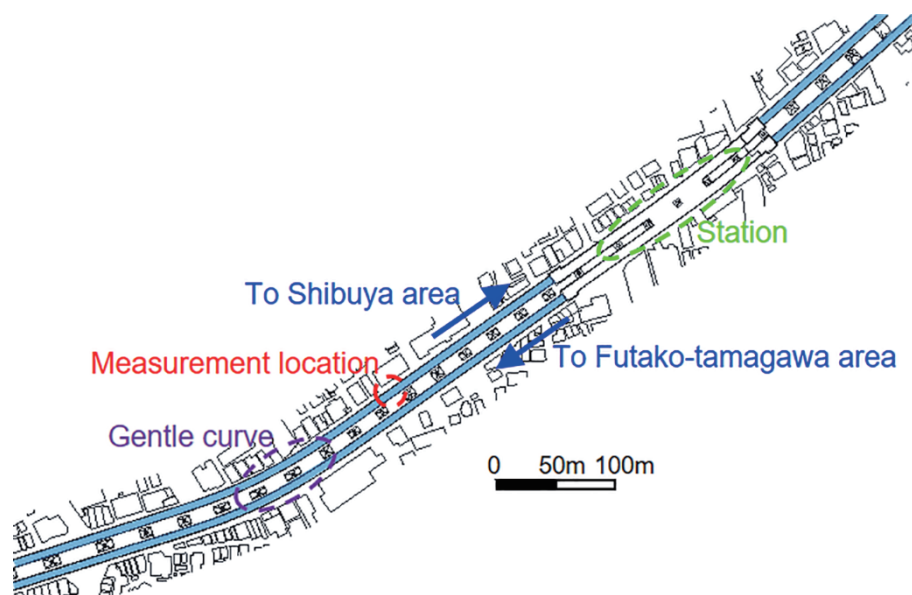 Station
To Shibuya area
Measurement location
To Futako-tamagawa area
Gentle curve
0 50m 100m